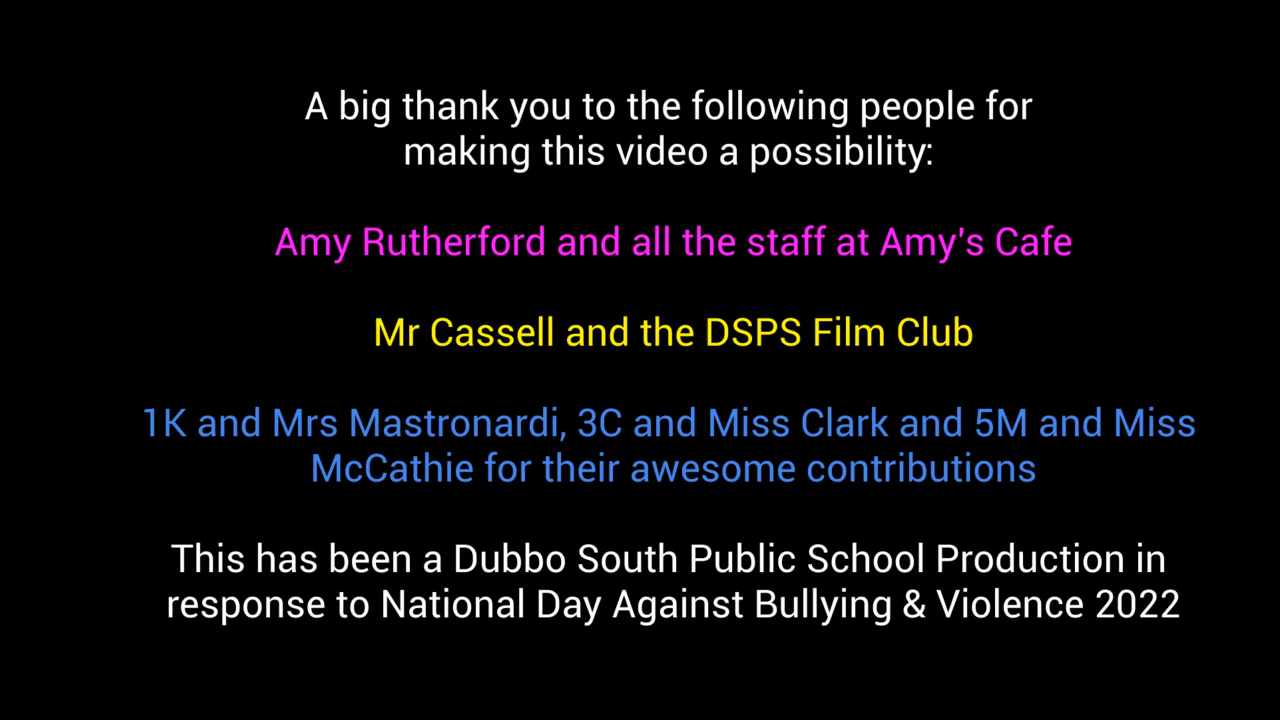 A big thank you to the following people for
making this video a possibility:
Amy Rutherford and all the staff at Amy's Cafe
Mr Cassell and the DSPS Film Club
1K and Mrs Mastronardi, 3C and Miss Clark and 5M and Miss
McCathie for their awesome contributions
This has been a Dubbo South Public School Production in
response to National Day Against Bullying & Violence 2022